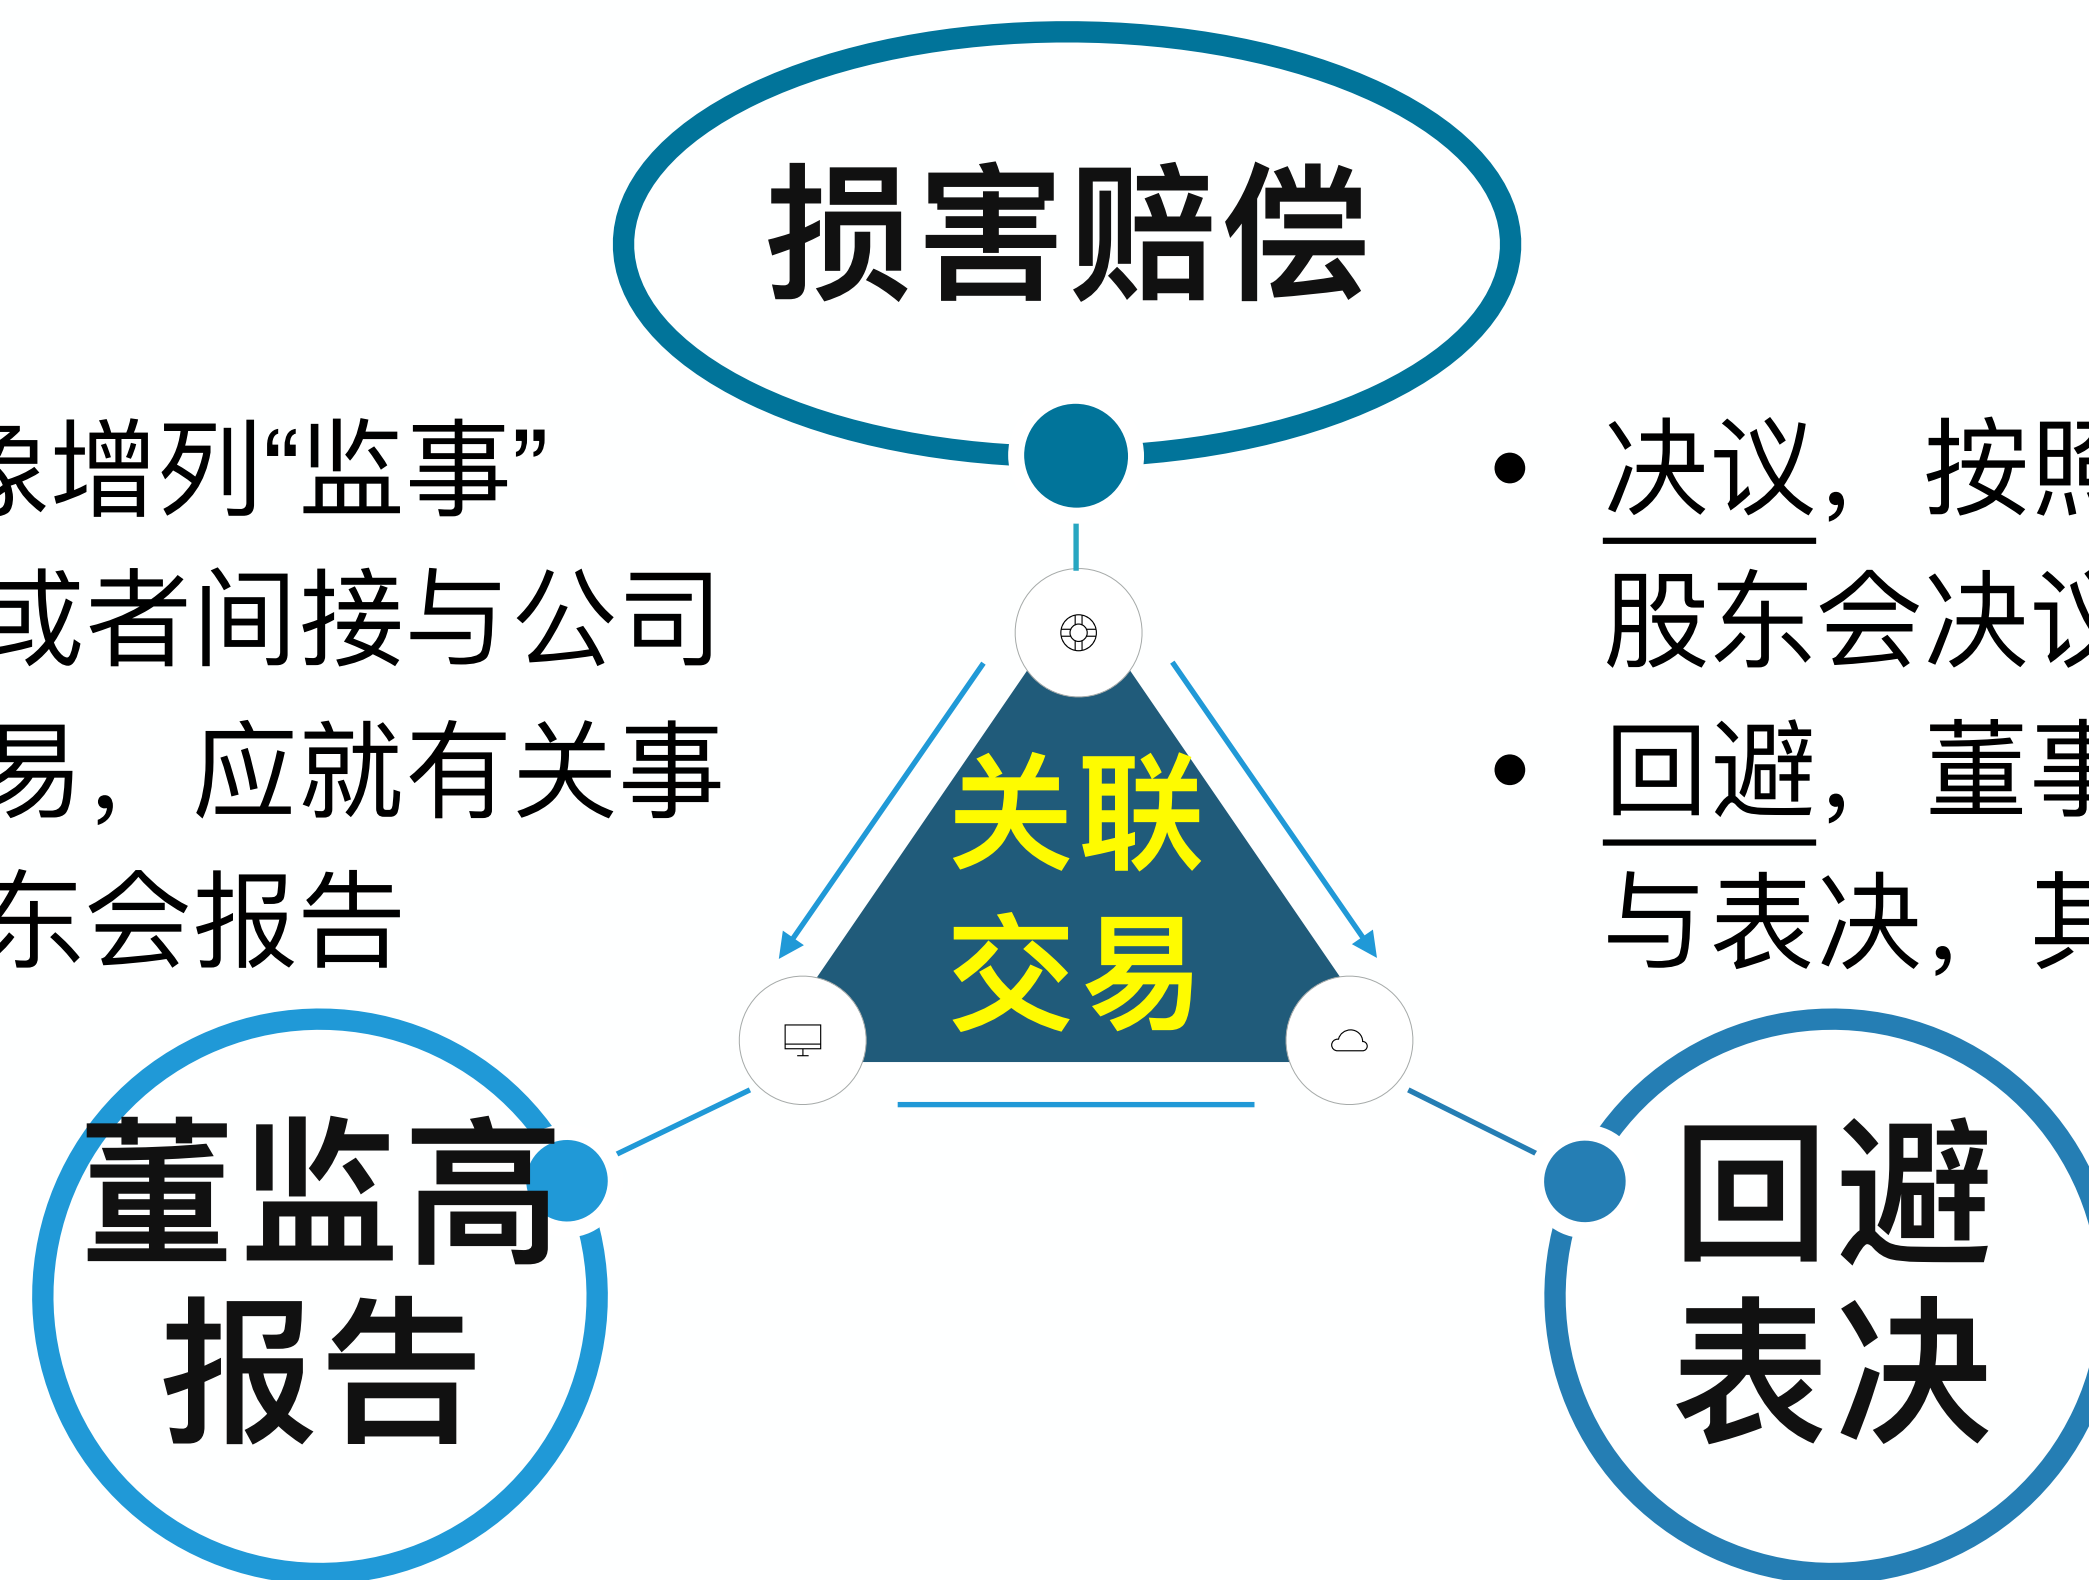 损害赔偿
象增列“监事”
或者间接与公司
易，应就有关事
东会报告
• 决议，按照
股东会决议
• 回避，董事
与表决，其
关联
交易
董监高
报告
回避
表决